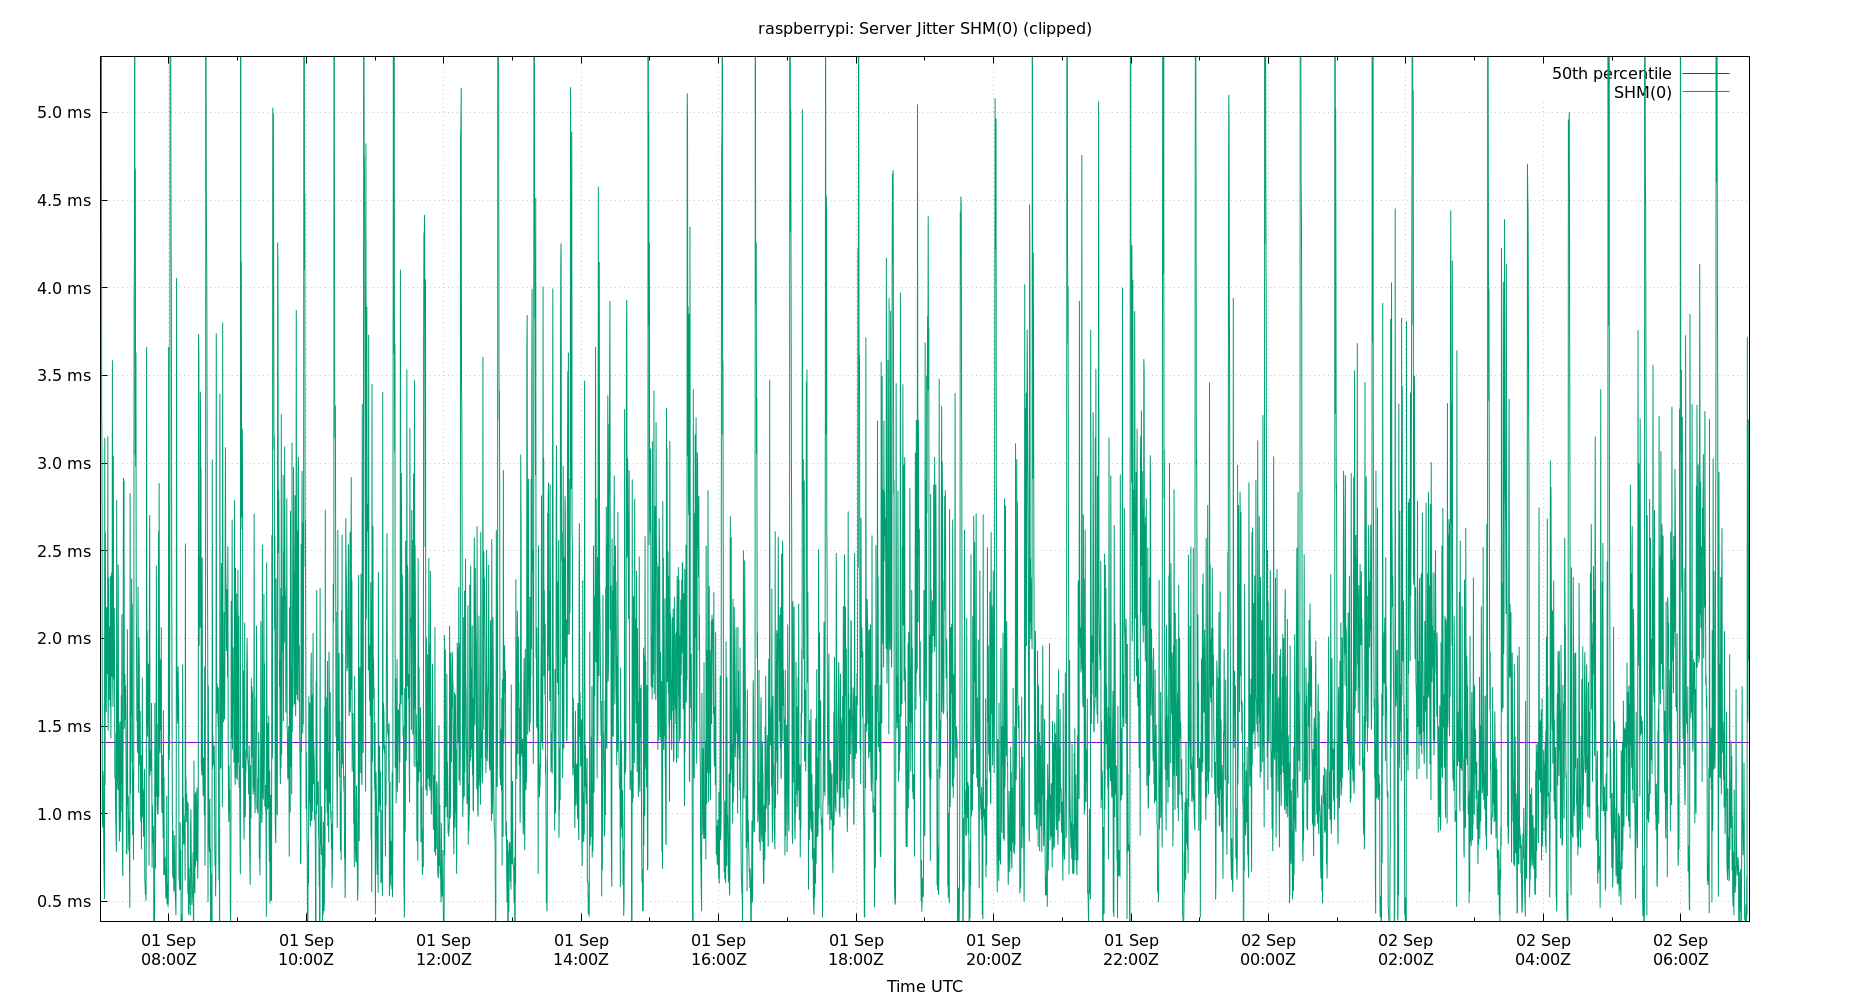 raspberrypi: Server Jitter SHM(0) (clipped)
50th percentile
SHM(0)
5.0 ms
4.5 ms
4.0 ms
3.5 ms
3.0 ms
2.5 ms
2.0 ms
1.5 ms
1.0 ms
0.5 ms
01 Sep 01 Sep 01 Sep 01 Sep 01 Sep 01 Sep 01 Sep 01 Sep 02 Sep 02 Sep 02 Sep 02 Sep
08:00Z 10:00Z 12:00Z 14:00Z 16:00Z 18:00Z 20:00Z 22:00Z 00:00Z 02:00Z 04:00Z 06:00Z
Time UTC